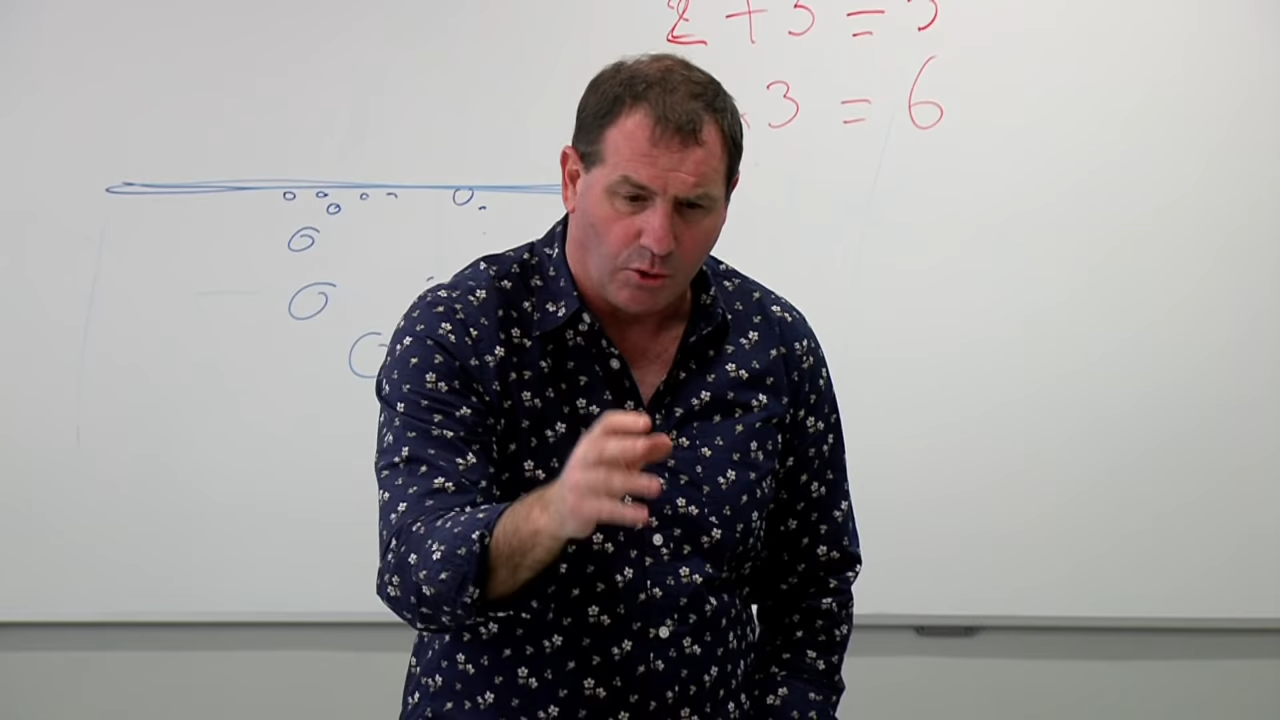 2 + 3 = 5
3 = 6